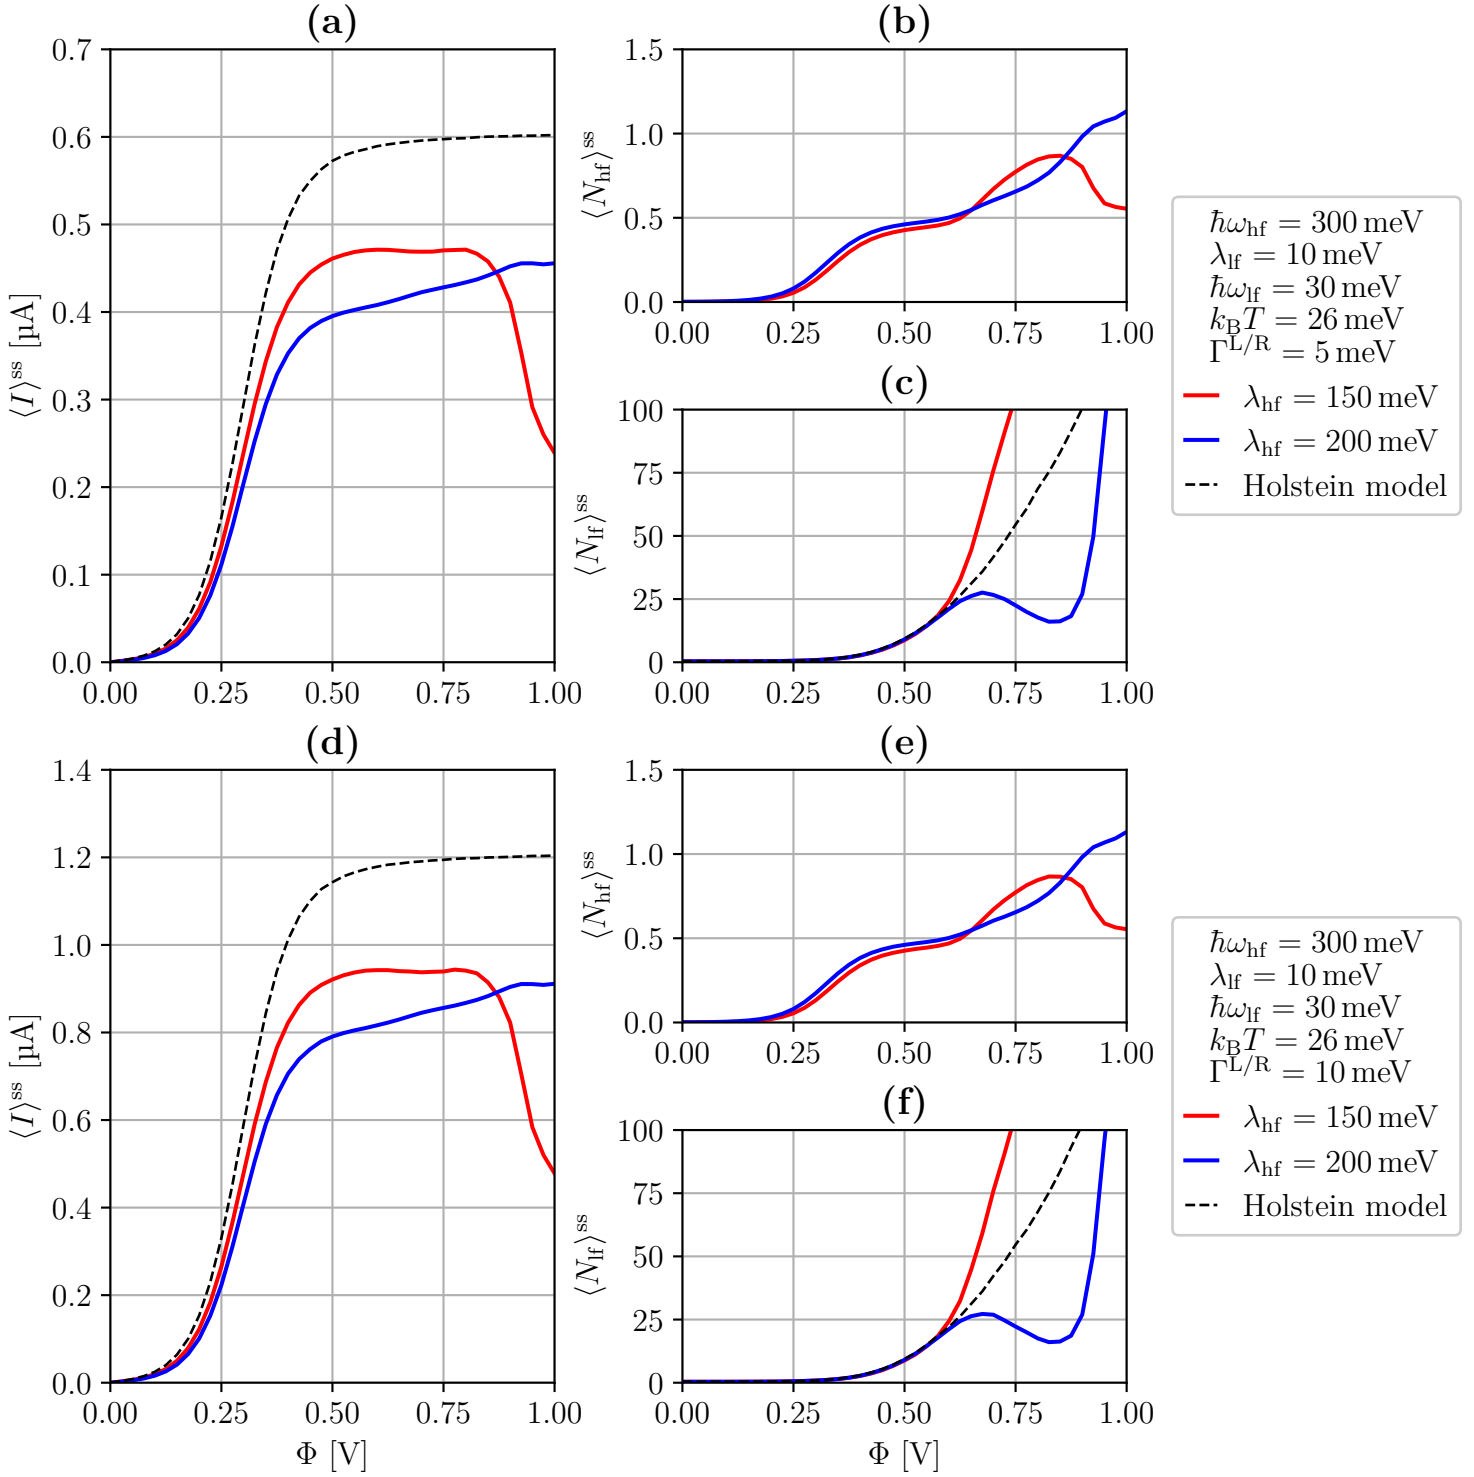 (a)
0.7
0.6
0.5
0.4
0.3
0.2
0.1
0.0
⟨I⟩ˢˢ [µA]
0.00 0.25 0.50 0.75 1.00
(b)
1.5
1.0
0.5
0.0
⟨N_hf⟩ˢˢ
0.00 0.25 0.50 0.75 1.00
(c)
100
75
50
25
0
⟨N_lf⟩ˢˢ
0.00 0.25 0.50 0.75 1.00
ℏω_hf = 300 meV
λ_lf = 10 meV
ℏω_lf = 30 meV
k_B T = 26 meV
Γ^L/R = 5 meV
λ_hf = 150 meV
λ_hf = 200 meV
Holstein model
(d)
1.4
1.2
1.0
0.8
0.6
0.4
0.2
0.0
⟨I⟩ˢˢ [µA]
0.00 0.25 0.50 0.75 1.00
Φ [V]
(e)
1.5
1.0
0.5
0.0
⟨N_hf⟩ˢˢ
0.00 0.25 0.50 0.75 1.00
(f)
100
75
50
25
0
⟨N_lf⟩ˢˢ
0.00 0.25 0.50 0.75 1.00
Φ [V]
ℏω_hf = 300 meV
λ_lf = 10 meV
ℏω_lf = 30 meV
k_B T = 26 meV
Γ^L/R = 10 meV
λ_hf = 150 meV
λ_hf = 200 meV
Holstein model